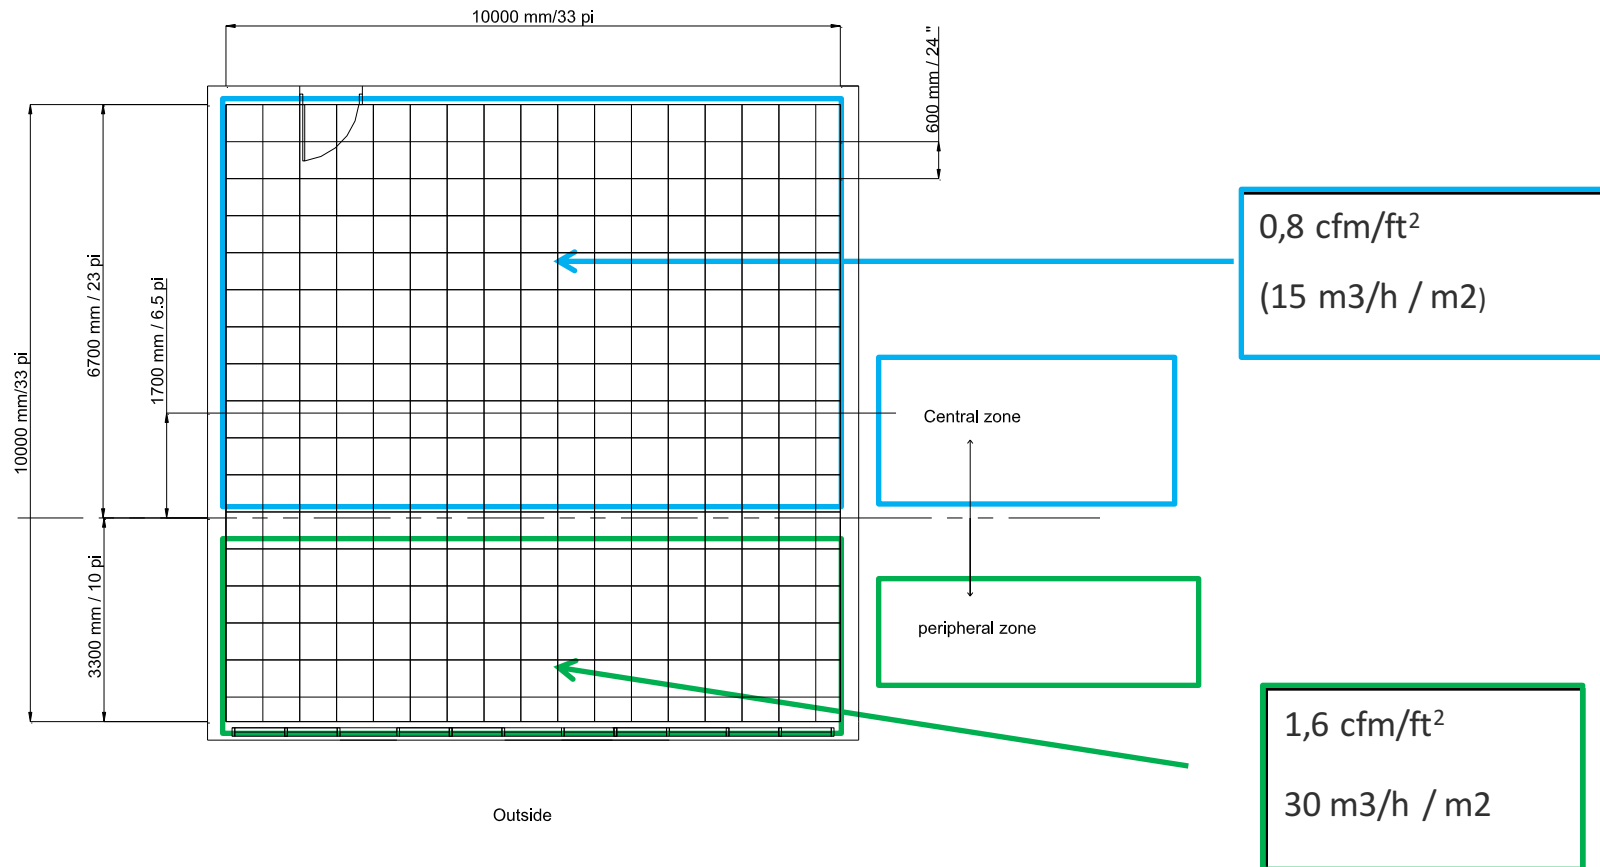 10000 mm/33 pi
600 mm / 24 "
0,8 cfm/ft²
(15 m3/h / m2)
10000 mm/33 pi
6700 mm / 23 pi
1700 mm / 6.5 pi
Central zone
3300 mm / 10 pi
peripheral zone
1,6 cfm/ft²
30 m3/h / m2
Outside